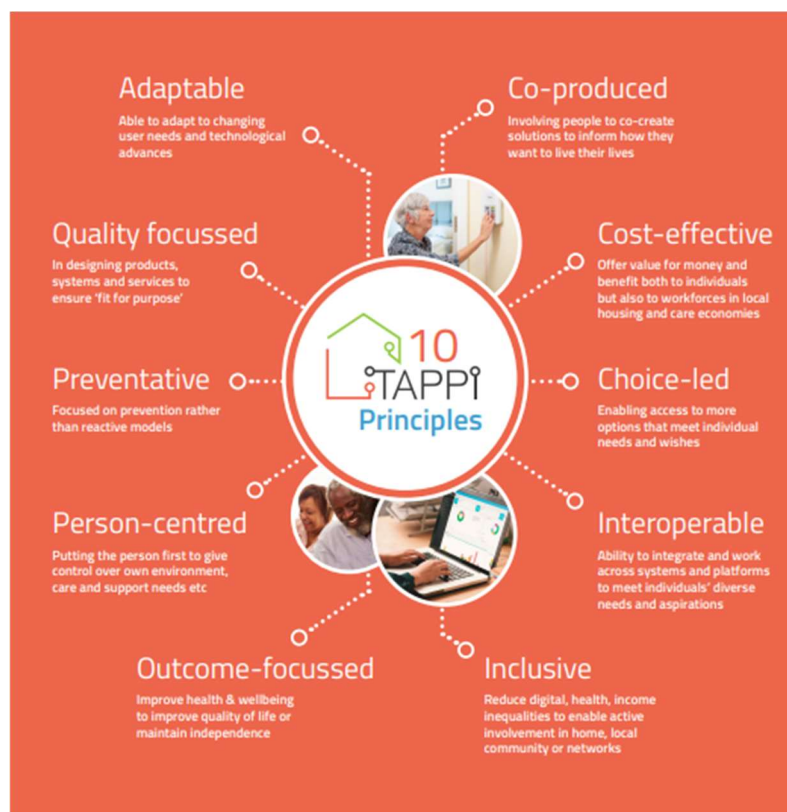 Adaptable
Able to adapt to changing
user needs and technological
advances
Co-produced
Involving people to co-create
solutions to inform how they
want to live their lives
Quality focussed
In designing products,
systems and services to
ensure ‘fit for purpose’
Cost-effective
Offer value for money and
benefit both to individuals
but also to workforces in local
housing and care economies
10
TAPPi
Principles
Preventative
Focused on prevention rather
than reactive models
Choice-led
Enabling access to more
options that meet individual
needs and wishes
Person-centred
Putting the person first to give
control over own environment,
care and support needs etc
Interoperable
Ability to integrate and work
across systems and platforms
to meet individuals’ diverse
needs and aspirations
Outcome-focussed
Improve health & wellbeing
to improve quality of life or
maintain independence
Inclusive
Reduce digital, health, income
inequalities to enable active
involvement in home, local
community or networks